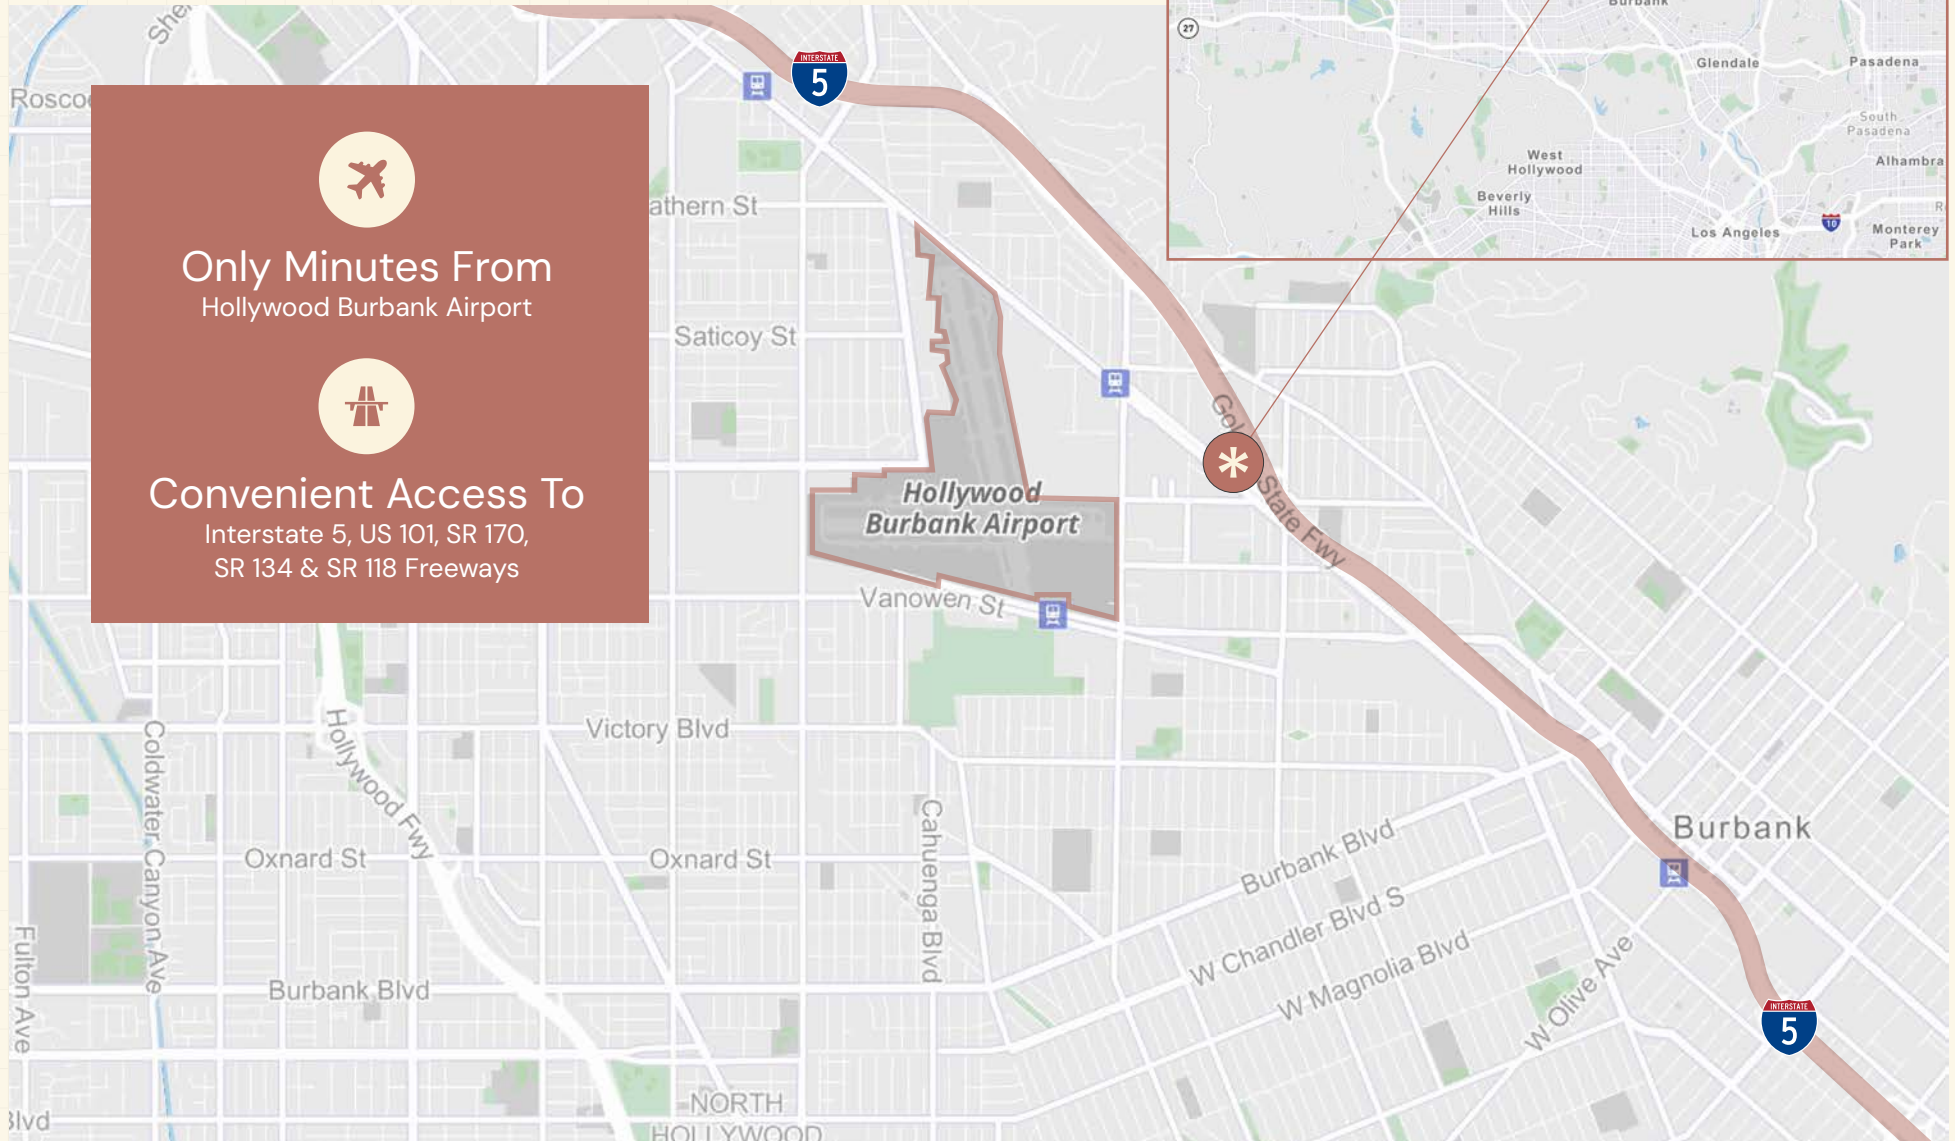 Only Minutes From
Hollywood Burbank Airport
Convenient Access To
Interstate 5, US 101, SR 170,
SR 134 & SR 118 Freeways
INTERSTATE
5
athern St
Saticoy St
Hollywood
Burbank Airport
Vanowen St
State Fwy
Victory Blvd
Hollywood Fwy
Coldwater Canyon Ave
Oxnard St
Oxnard St
Cahuenga Blvd
Fulton Ave
Burbank Blvd
Burbank Blvd
W Chandler Blvd S
W Magnolia Blvd
W Olive Ave
Burbank
INTERSTATE
5
NORTH
HOLLYWOOD
Blvd
Burbank
27
Glendale
Pasadena
South
Pasadena
West
Hollywood
Alhambra
Beverly
Hills
Los Angeles
10
Monterey
Park